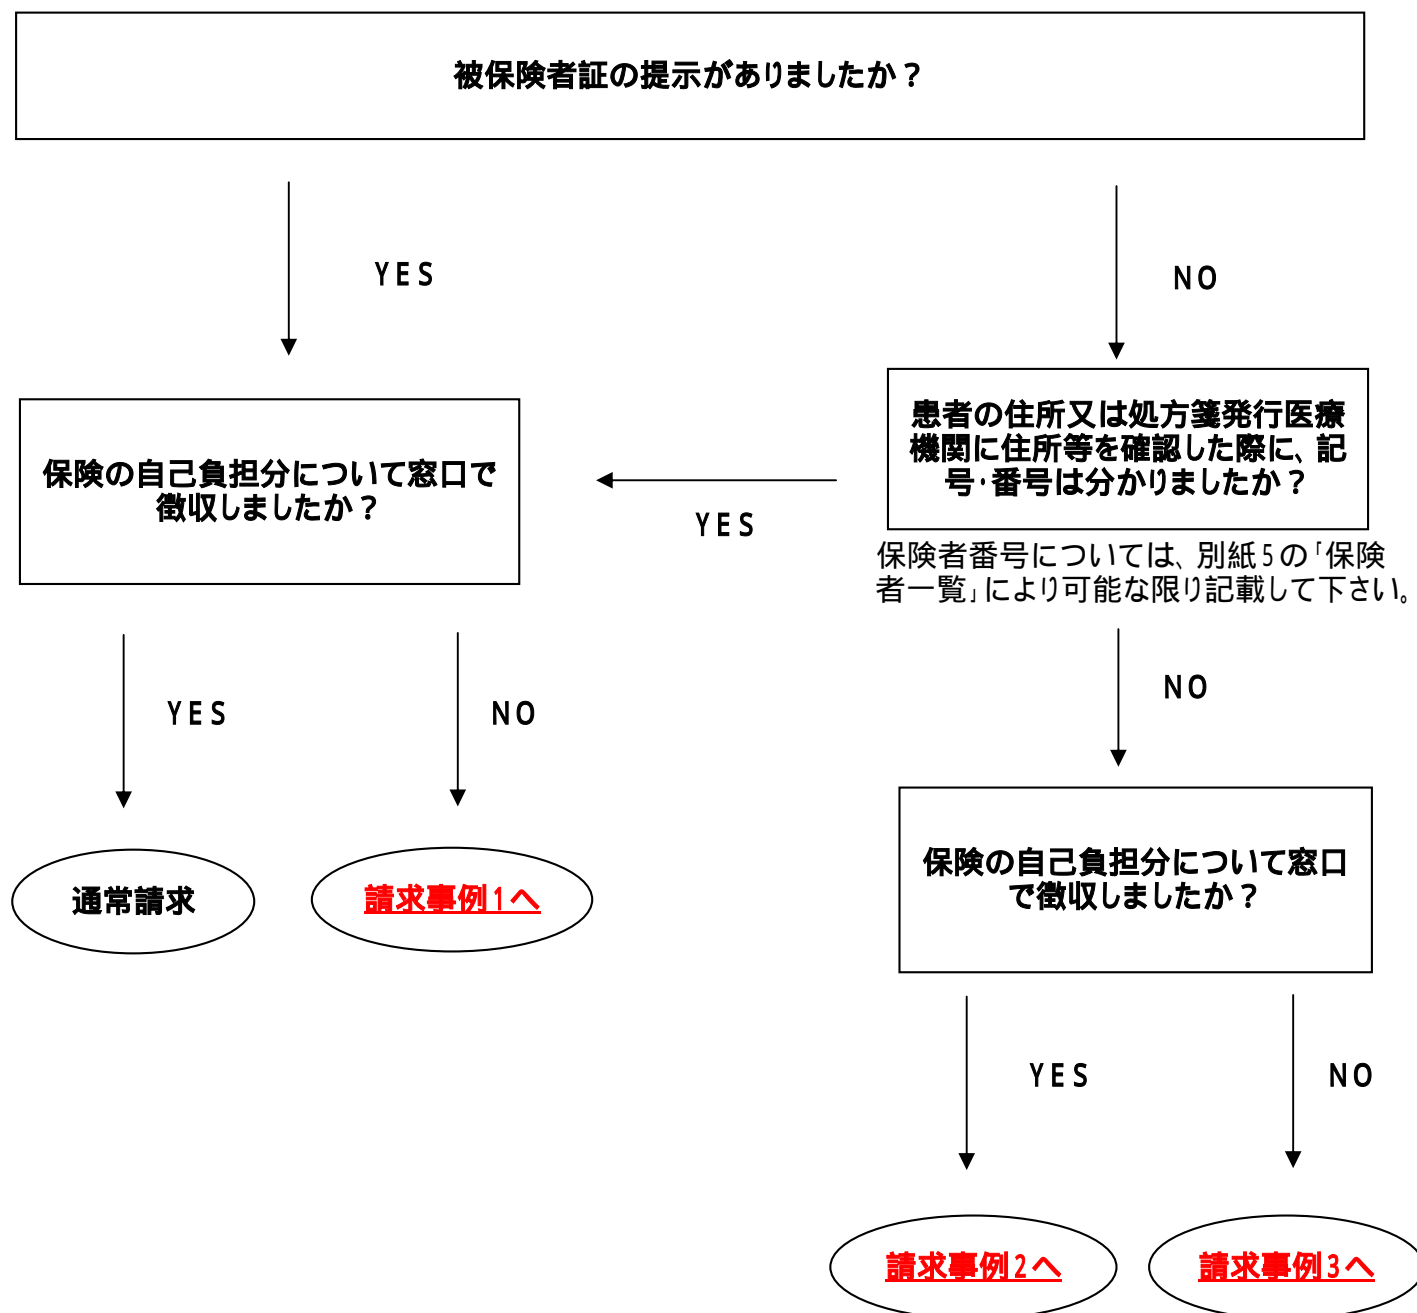 被保険者証の提示がありましたか？
YES
NO
患者の住所又は処方箋発行医療
機関に住所等を確認した際に、記
号・番号は分かりましたか？
保険の自己負担分について窓口で
徴収しましたか？
YES
保険者番号については、別紙5の「保険
者一覧」により可能な限り記載して下さい。
YES
NO
NO
保険の自己負担分について窓口
で徴収しましたか？
通常請求
請求事例1へ
YES
NO
請求事例2へ
請求事例3へ